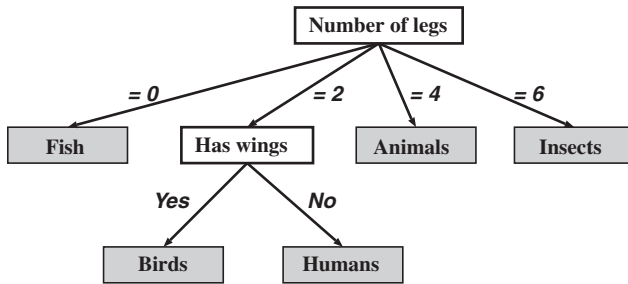 Number of legs
= 0
= 2
= 4
= 6
Fish
Has wings
Animals
Insects
Yes
No
Birds
Humans